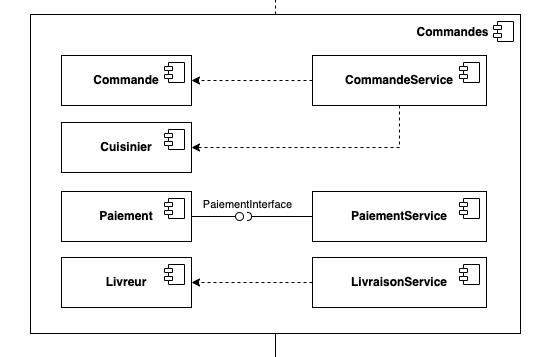 Commandes
Commande
CommandeService
Cuisinier
PaiementInterface
Paiement
PaiementService
Livreur
LivraisonService